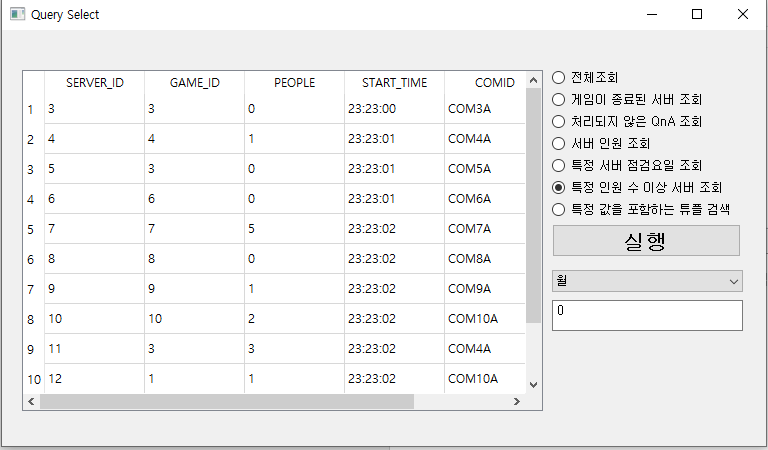 Query Select
SERVER_ID GAME_ID PEOPLE START_TIME COMID
1 3 3 0 23:23:00 COM3A
2 4 4 1 23:23:01 COM4A
3 5 3 0 23:23:01 COM5A
4 6 6 0 23:23:01 COM6A
5 7 7 5 23:23:02 COM7A
6 8 8 0 23:23:02 COM8A
7 9 9 1 23:23:02 COM9A
8 10 10 2 23:23:02 COM10A
9 11 3 3 23:23:02 COM4A
10 12 1 1 23:23:02 COM10A
전체조회
게임이 종료된 서버 조회
처리되지 않은 QnA 조회
서버 인원 조회
특정 서버 점검요일 조회
특정 인원 수 이상 서버 조회
특정 값을 포함하는 튜플 검색
실행
월
0